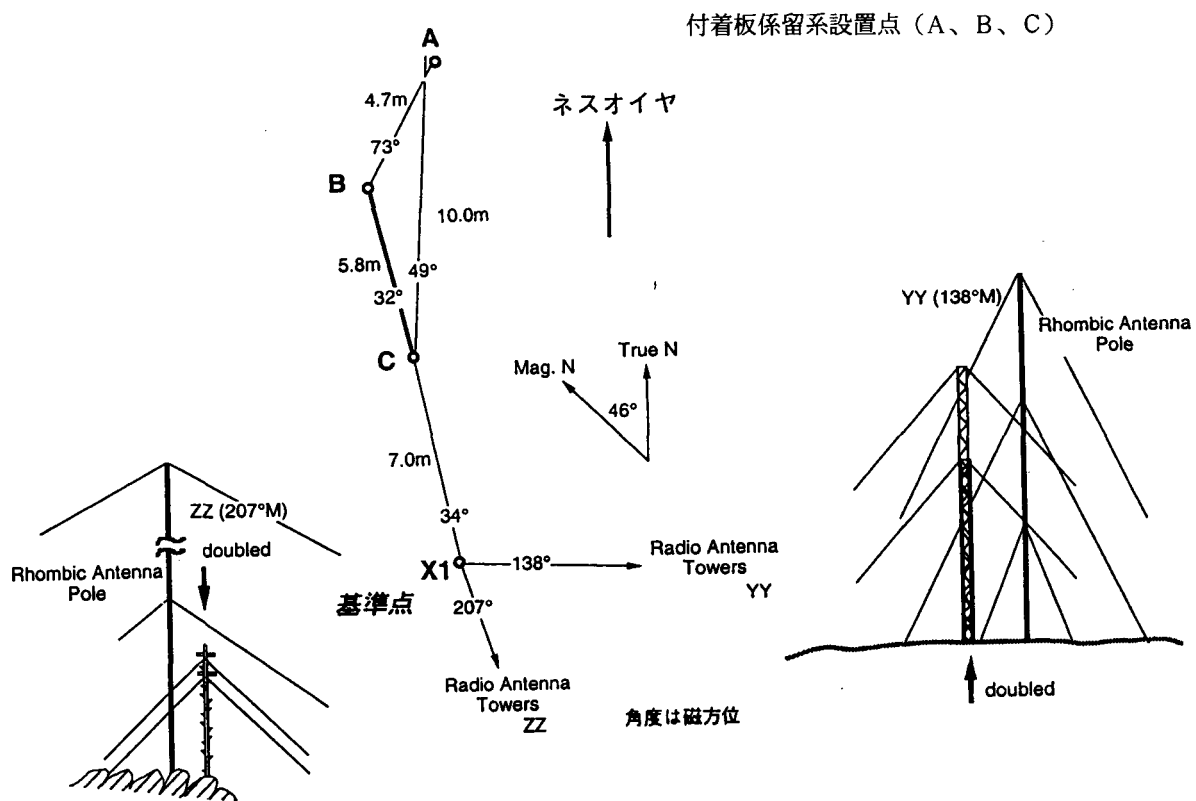 付着板係留系設置点（A、B、C）
A
4.7m
ネスオイヤ
73°
B
10.0m
5.8m
49°
32°
C
Mag. N
True N
46°
7.0m
34°
X1
138°
Radio Antenna
Towers
YY
基準点
207°
Radio Antenna
Towers
ZZ
角度は磁方位
ZZ (207°M)
doubled
Rhombic Antenna
Pole
YY (138°M)
Rhombic Antenna
Pole
doubled